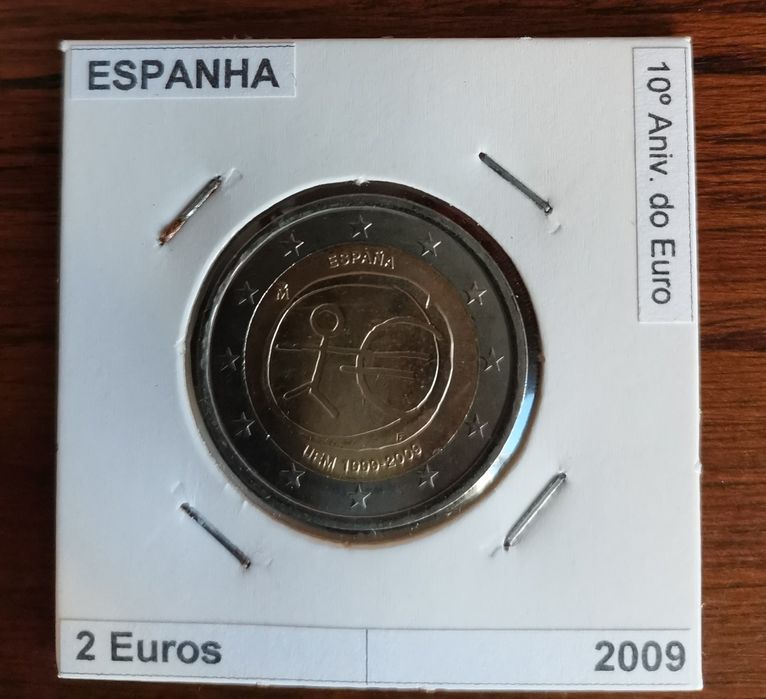 ESPANHA
10º Aniv. do Euro
ESPAÑA
M
UEM 1999-2009
2 Euros
2009